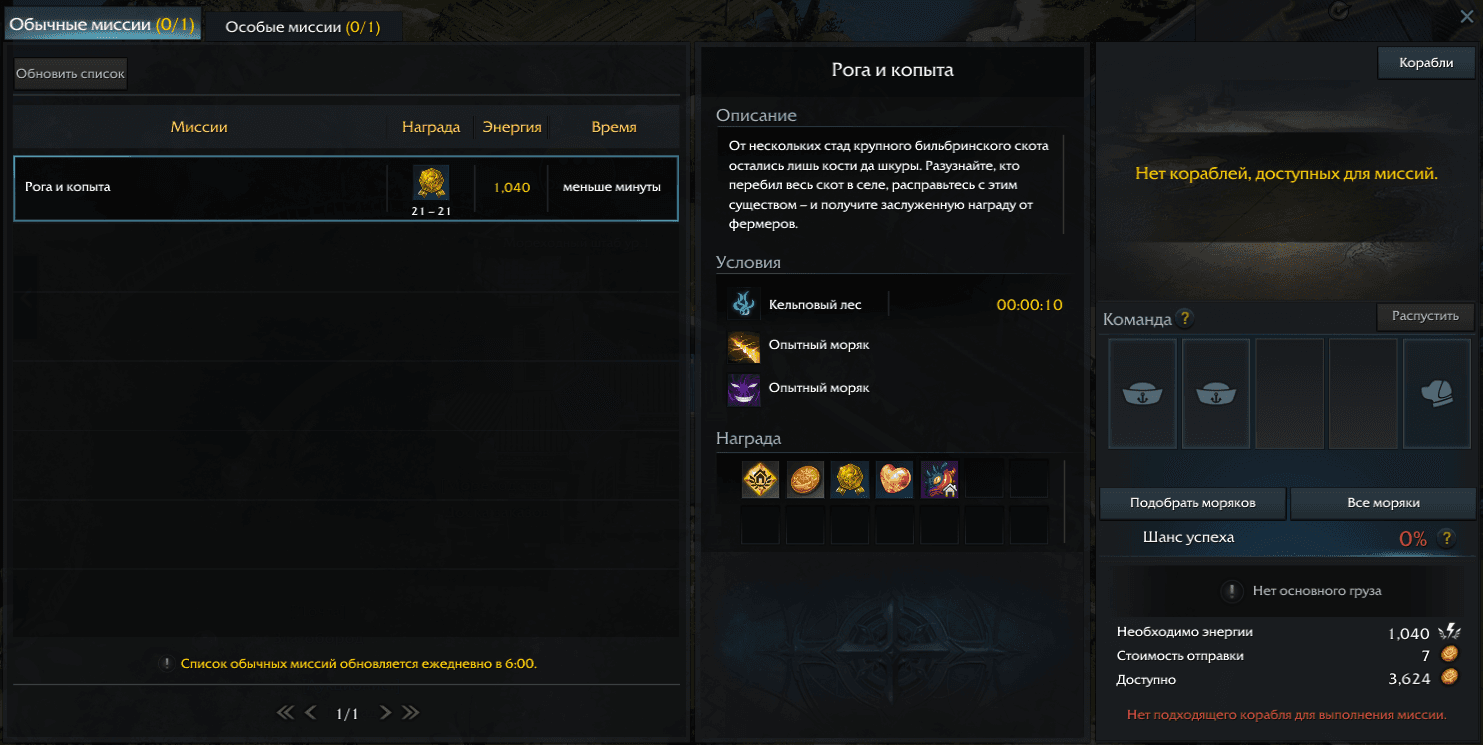 Обычные миссии (0/1)
Особые миссии (0/1)
Обновить список
Миссии Награда Энергия Время
Рога и копыта 1,040 меньше минуты
21 – 21
! Список обычных миссий обновляется ежедневно в 6:00.
1/1
Рога и копыта
Описание
От нескольких стад крупного бильбринского скота
остались лишь кости да шкуры. Разузнайте, кто
перебил весь скот в селе, расправьтесь с этим
существом – и получите заслуженную награду от
фермеров.
Условия
Кельповый лес 00:00:10
Опытный моряк
Опытный моряк
Награда
Корабли
Нет кораблей, доступных для миссий.
Команда ?
Распустить
Подобрать моряков
Все моряки
Шанс успеха 0% ?
! Нет основного груза
Необходимо энергии 1,040
Стоимость отправки 7
Доступно 3,624
Нет подходящего корабля для выполнения миссии.